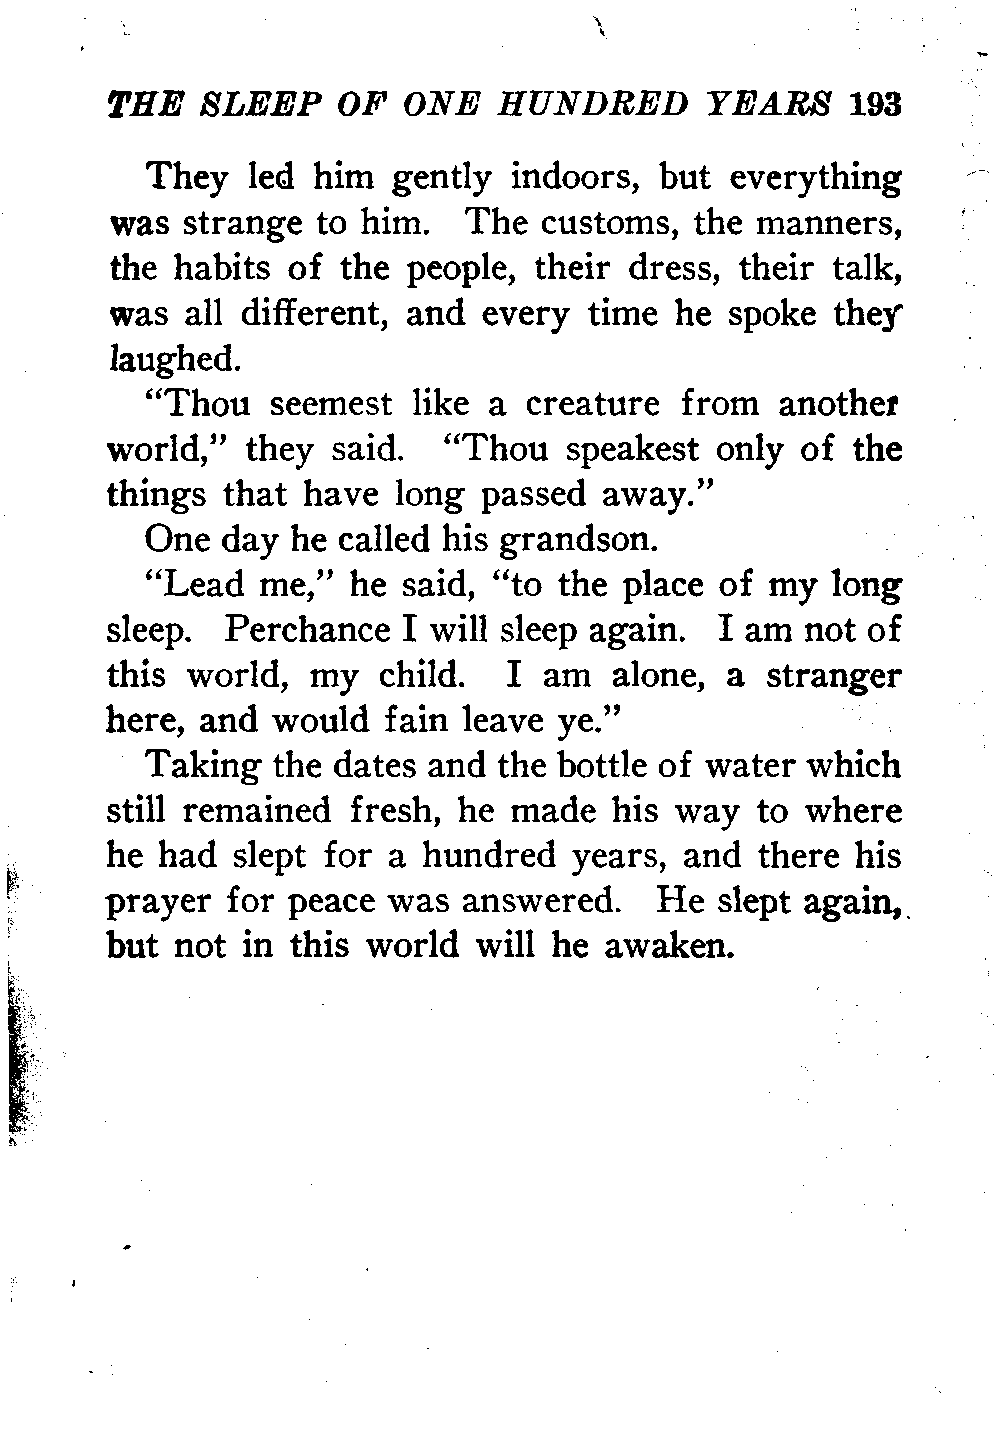 THE SLEEP OF ONE HUNDRED YEARS 193
They led him gently indoors, but everything
was strange to him. The customs, the manners,
the habits of the people, their dress, their talk,
was all different, and every time he spoke they
laughed.
“Thou seemest like a creature from another
world,” they said. “Thou speakest only of the
things that have long passed away.”
One day he called his grandson.
“Lead me,” he said, “to the place of my long
sleep. Perchance I will sleep again. I am not of
this world, my child. I am alone, a stranger
here, and would fain leave ye.”
Taking the dates and the bottle of water which
still remained fresh, he made his way to where
he had slept for a hundred years, and there his
prayer for peace was answered. He slept again,
but not in this world will he awaken.